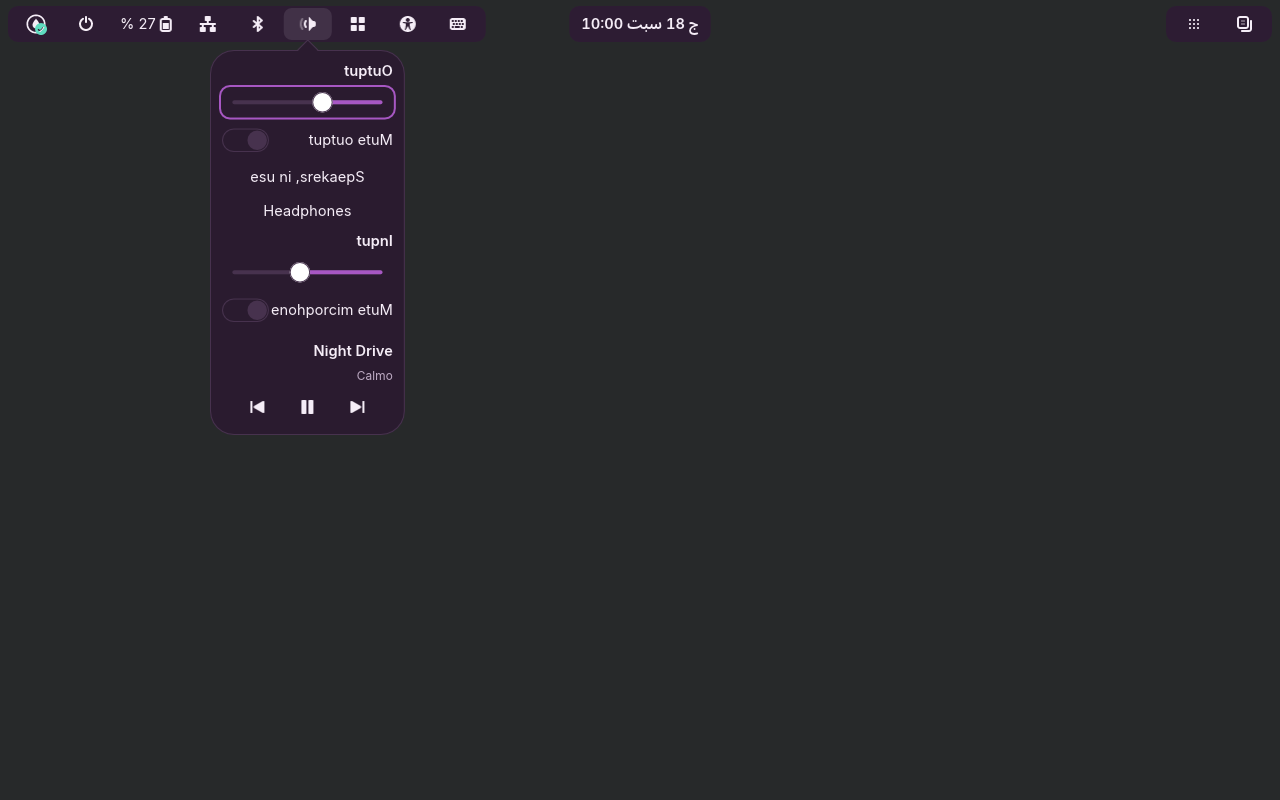 % 27
ج 18 سبت 10:00
tuptuO
tuptuo etuM
esu ni ,srekaepS
Headphones
tupnI
enohporcim etuM
Night Drive
Calmo